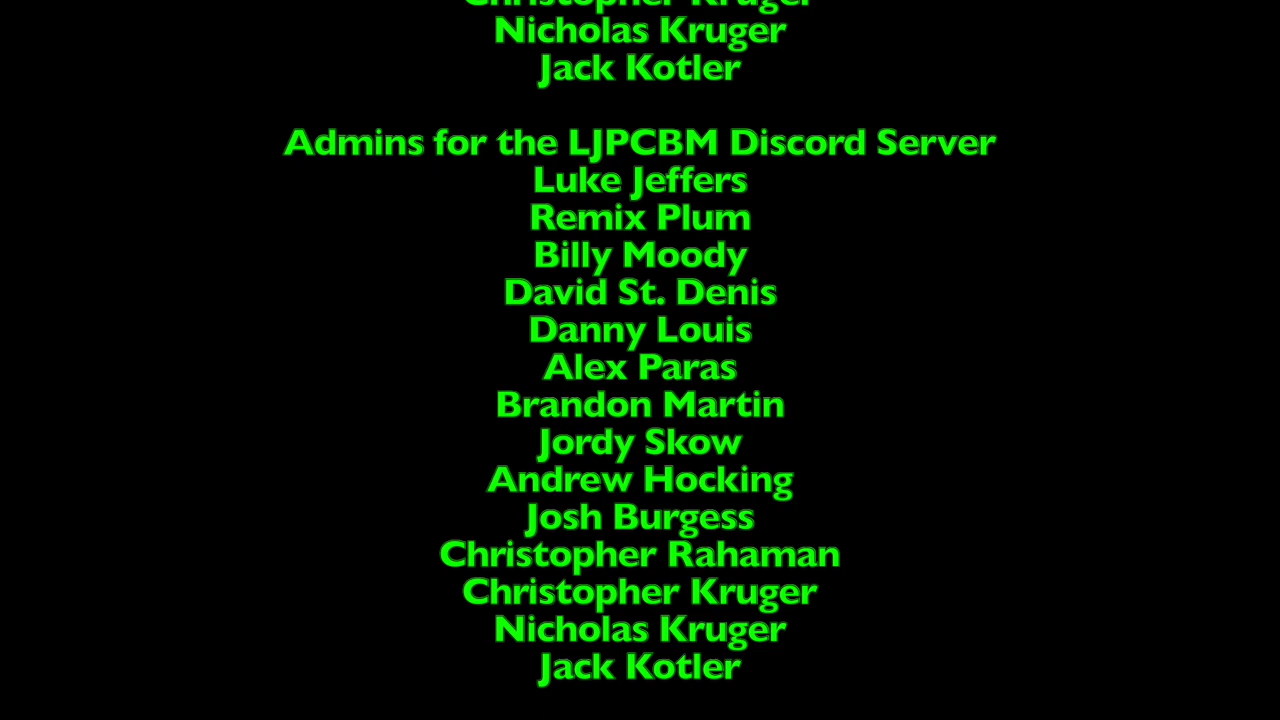 Christopher Kruger
Nicholas Kruger
Jack Kotler
Admins for the LJPCBM Discord Server
Luke Jeffers
Remix Plum
Billy Moody
David St. Denis
Danny Louis
Alex Paras
Brandon Martin
Jordy Skow
Andrew Hocking
Josh Burgess
Christopher Rahaman
Christopher Kruger
Nicholas Kruger
Jack Kotler